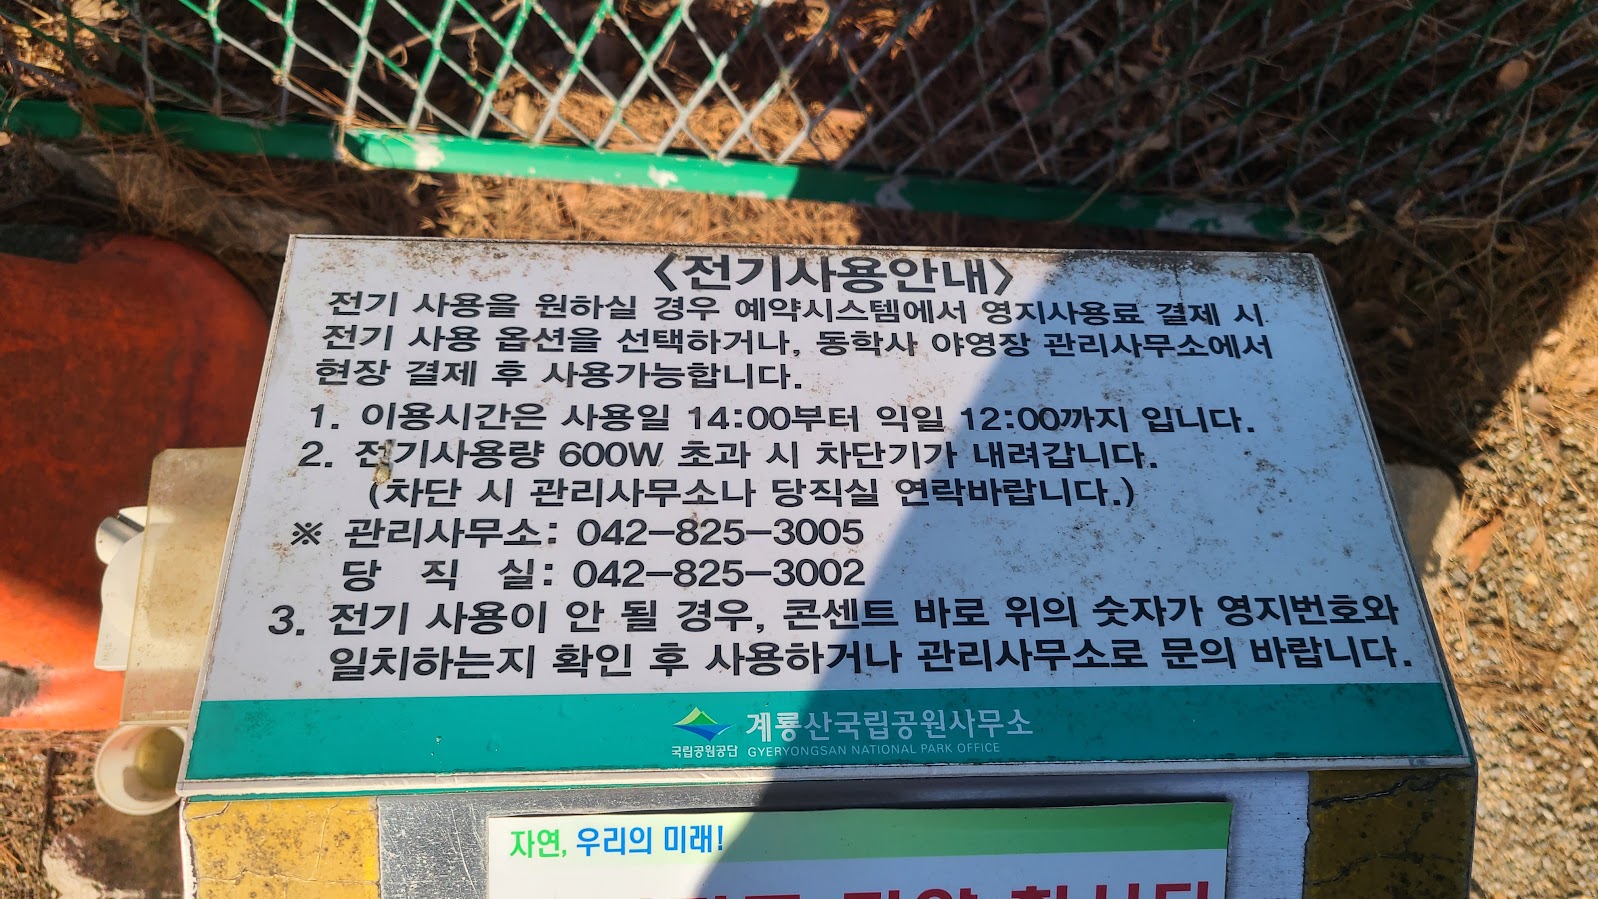 <전기사용안내>
전기 사용을 원하실 경우 예약시스템에서 영지사용료 결제 시
전기 사용 옵션을 선택하거나, 동학사 야영장 관리사무소에서
현장 결제 후 사용가능합니다.
1. 이용시간은 사용일 14:00부터 익일 12:00까지 입니다.
2. 전기사용량 600W 초과 시 차단기가 내려갑니다.
(차단 시 관리사무소나 당직실 연락바랍니다.)
※ 관리사무소: 042-825-3005
당 직 실: 042-825-3002
3. 전기 사용이 안 될 경우, 콘센트 바로 위의 숫자가 영지번호와
일치하는지 확인 후 사용하거나 관리사무소로 문의 바랍니다.
계룡산국립공원사무소
국립공원공단 GYERYONGSAN NATIONAL PARK OFFICE
자연, 우리의 미래!